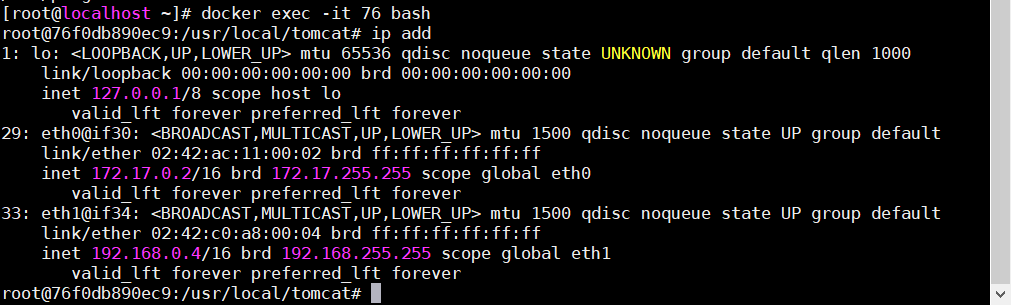 [root@localhost ~]# docker exec -it 76 bash
root@76f0db890ec9:/usr/local/tomcat# ip add
1: lo: <LOOPBACK,UP,LOWER_UP> mtu 65536 qdisc noqueue state UNKNOWN group default qlen 1000
    link/loopback 00:00:00:00:00:00 brd 00:00:00:00:00:00
    inet 127.0.0.1/8 scope host lo
       valid_lft forever preferred_lft forever
29: eth0@if30: <BROADCAST,MULTICAST,UP,LOWER_UP> mtu 1500 qdisc noqueue state UP group default
    link/ether 02:42:ac:11:00:02 brd ff:ff:ff:ff:ff:ff
    inet 172.17.0.2/16 brd 172.17.255.255 scope global eth0
       valid_lft forever preferred_lft forever
33: eth1@if34: <BROADCAST,MULTICAST,UP,LOWER_UP> mtu 1500 qdisc noqueue state UP group default
    link/ether 02:42:c0:a8:00:04 brd ff:ff:ff:ff:ff:ff
    inet 192.168.0.4/16 brd 192.168.255.255 scope global eth1
       valid_lft forever preferred_lft forever
root@76f0db890ec9:/usr/local/tomcat#